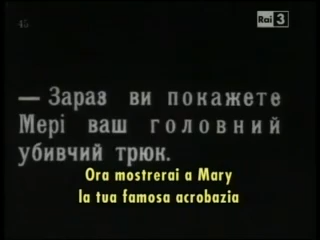 45
Rai 3
— Зараз ви покажете
Мері ваш головний
убивчий трюк.
Ora mostrerai a Mary
la tua famosa acrobazia